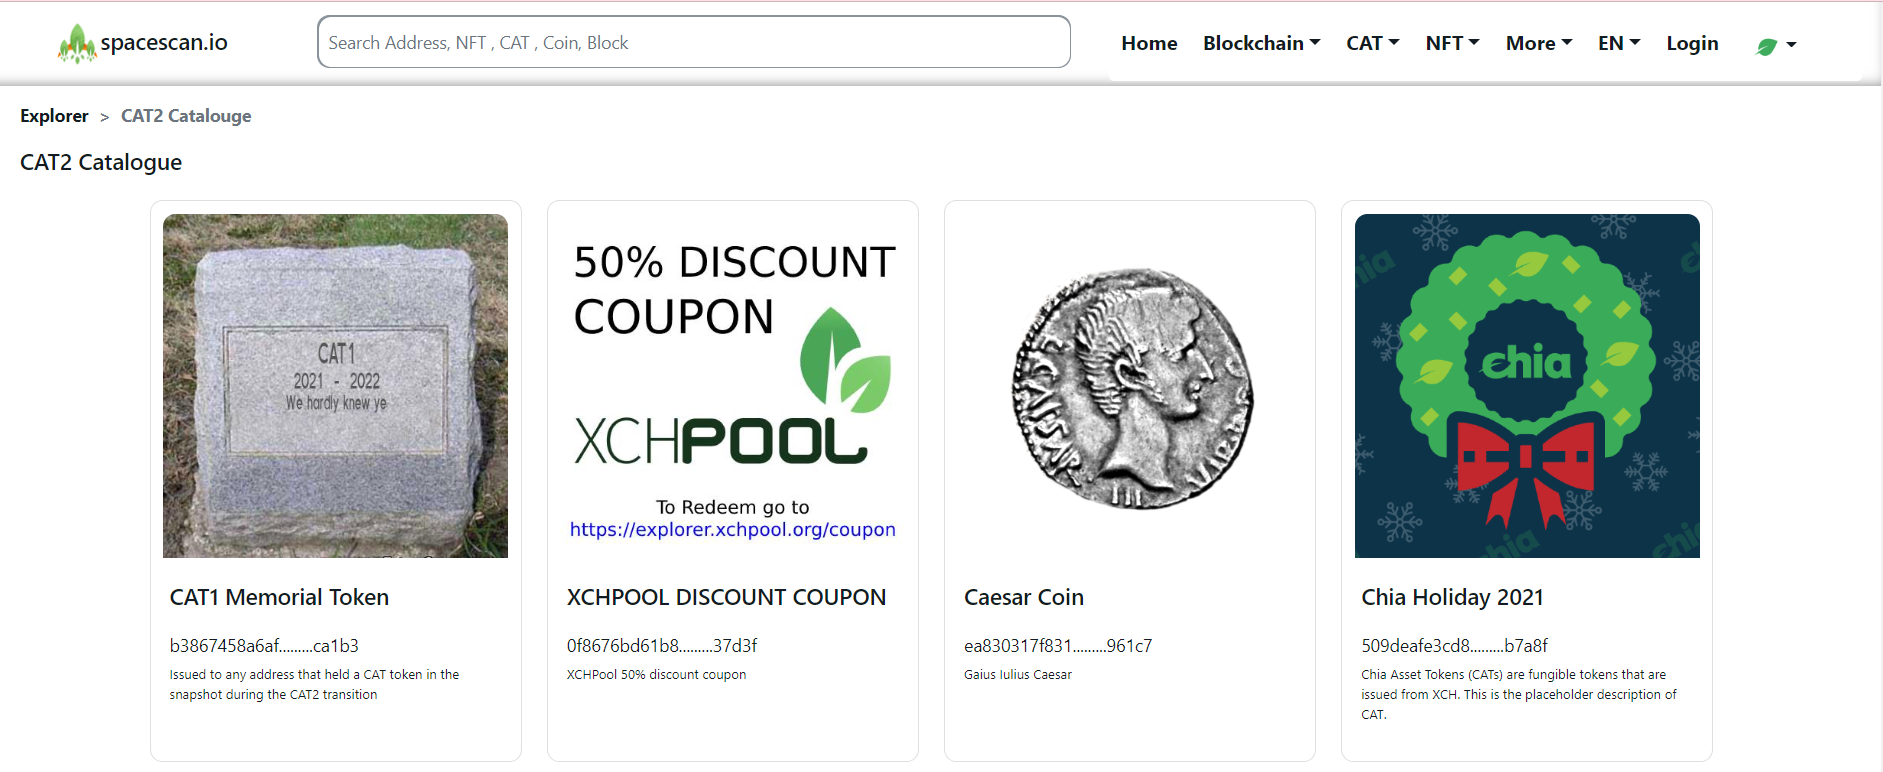 spacescan.io
Search Address, NFT , CAT , Coin, Block
Home Blockchain CAT NFT More EN Login
Explorer > CAT2 Catalouge
CAT2 Catalogue
CAT1
2021 - 2022
We hardly knew ye
CAT1 Memorial Token
b3867458a6af.........ca1b3
Issued to any address that held a CAT token in the
snapshot during the CAT2 transition
50% DISCOUNT
COUPON
XCHPOOL
To Redeem go to
https://explorer.xchpool.org/coupon
XCHPOOL DISCOUNT COUPON
0f8676bd61b8.........37d3f
XCHPool 50% discount coupon
III
Caesar Coin
ea830317f831.........961c7
Gaius Iulius Caesar
chia
chia
chia
chia
Chia Holiday 2021
509deafe3cd8.........b7a8f
Chia Asset Tokens (CATs) are fungible tokens that are
issued from XCH. This is the placeholder description of
CAT.